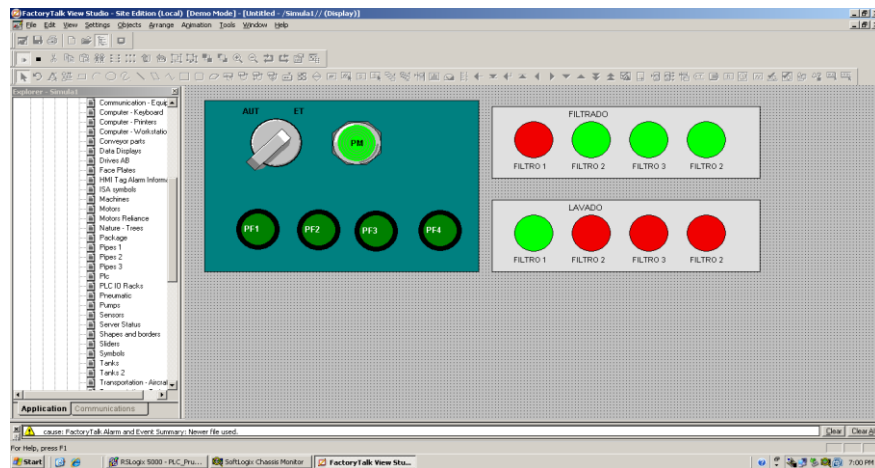 FactoryTalk View Studio - Site Edition (Local) [Demo Mode] - [Untitled - /Simula1// (Display)]
File Edit View Settings Objects Arrange Animation Tools Window Help
Explorer - Simula1
Communication - Equip
Computer - Keyboard
Computer - Printers
Computer - Workstatio
Conveyor parts
Data Displays
Drives AB
Face Plates
HMI Tag Alarm Informa
ISA symbols
Machines
Motors
Motors Reliance
Nature - Trees
Package
Pipes 1
Pipes 2
Pipes 3
Plc
PLC IO Racks
Pneumatic
Pumps
Sensors
Server Status
Shapes and borders
Sliders
Symbols
Tanks
Tanks 2
Transportation - Aircraf
Application Communications
AUT ET
PM
PF1 PF2 PF3 PF4
FILTRADO
FILTRO 1 FILTRO 2 FILTRO 3 FILTRO 2
LAVADO
FILTRO 1 FILTRO 2 FILTRO 3 FILTRO 2
cause: FactoryTalk Alarm and Event Summary: Newer file used.
Clear Clear Al
For Help, press F1
Start RSLogix 5000 - PLC_Pru... SoftLogix Chassis Monitor FactoryTalk View Stu... 7:00 PM